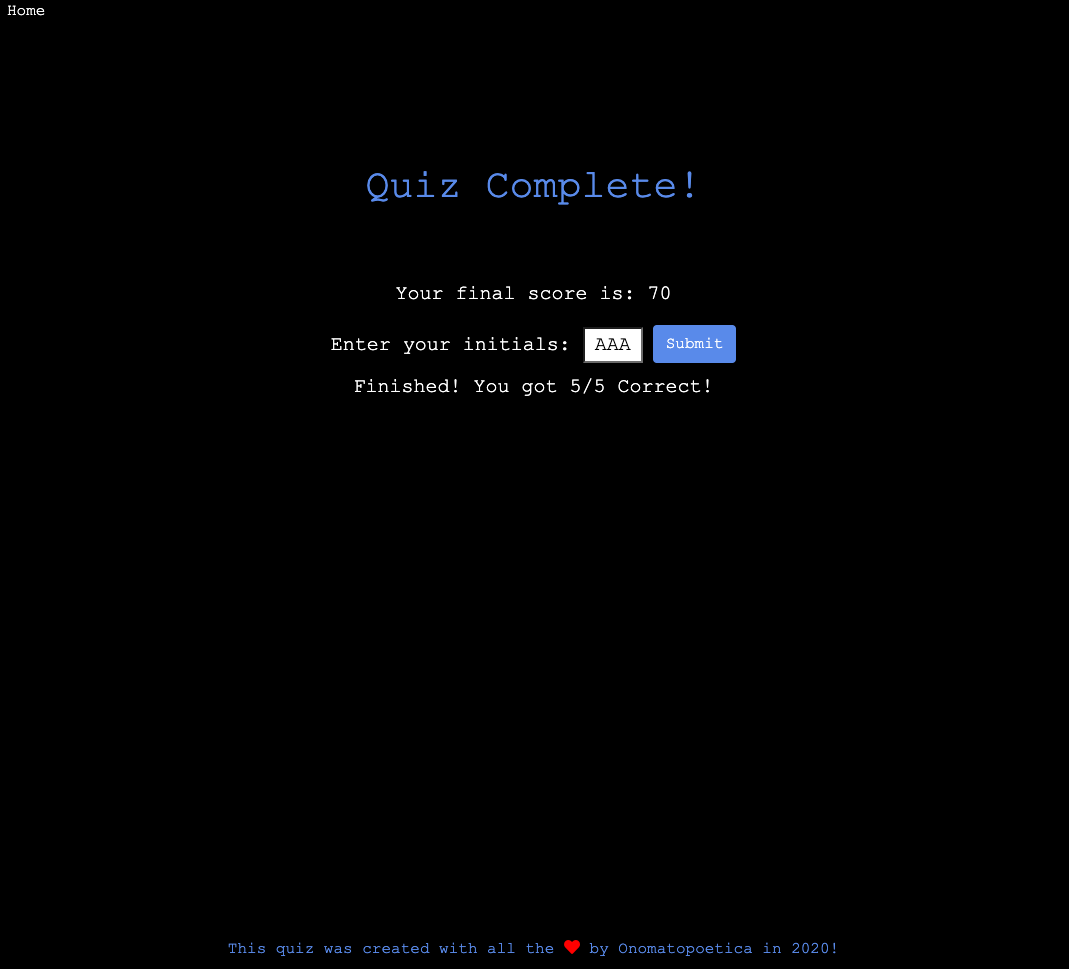 Home
Quiz Complete!
Your final score is: 70
Enter your initials: AAA Submit
Finished! You got 5/5 Correct!
This quiz was created with all the ❤ by Onomatopoetica in 2020!